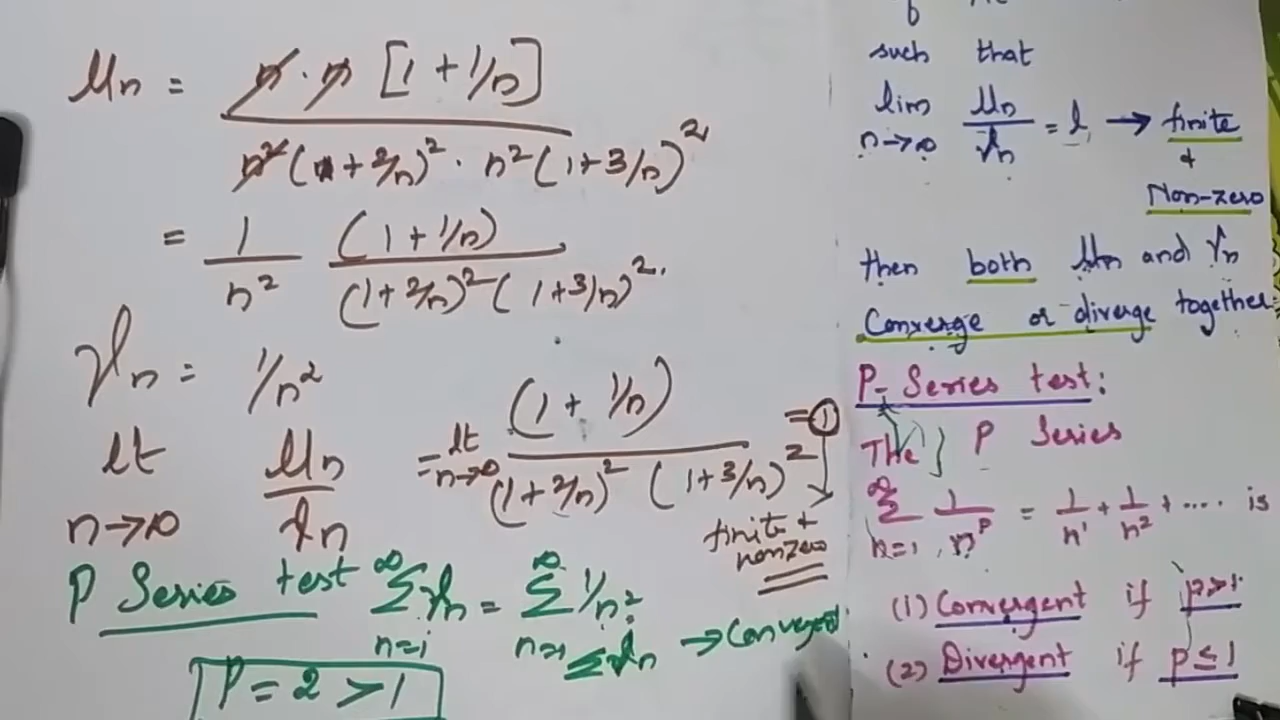 Un = n·n [1 + 1/n]
n²(1 + 2/n)² · n²(1 + 3/n)²
= 1/n² (1 + 1/n)
(1 + 2/n)² (1 + 3/n)².
Vn = 1/n²
lt n→∞ Un/Vn = lt n→∞ (1 + 1/n) / (1 + 2/n)² (1 + 3/n)² = 1
finite + nonzero
P Series test ∞ Σ n=1 Vn = ∞ Σ n=1 1/n²
ΣVn → Convergent
P = 2 > 1
such that
lim n→∞ Un/Vn = l → finite
+
Non-zero
then both Un and Vn
Converge or diverge together
P- Series test:
The P Series
∞ Σ n=1 1/n^p = 1/n¹ + 1/n² + .... is
(1) Convergent if p>1
(2) Divergent if p ≤ 1